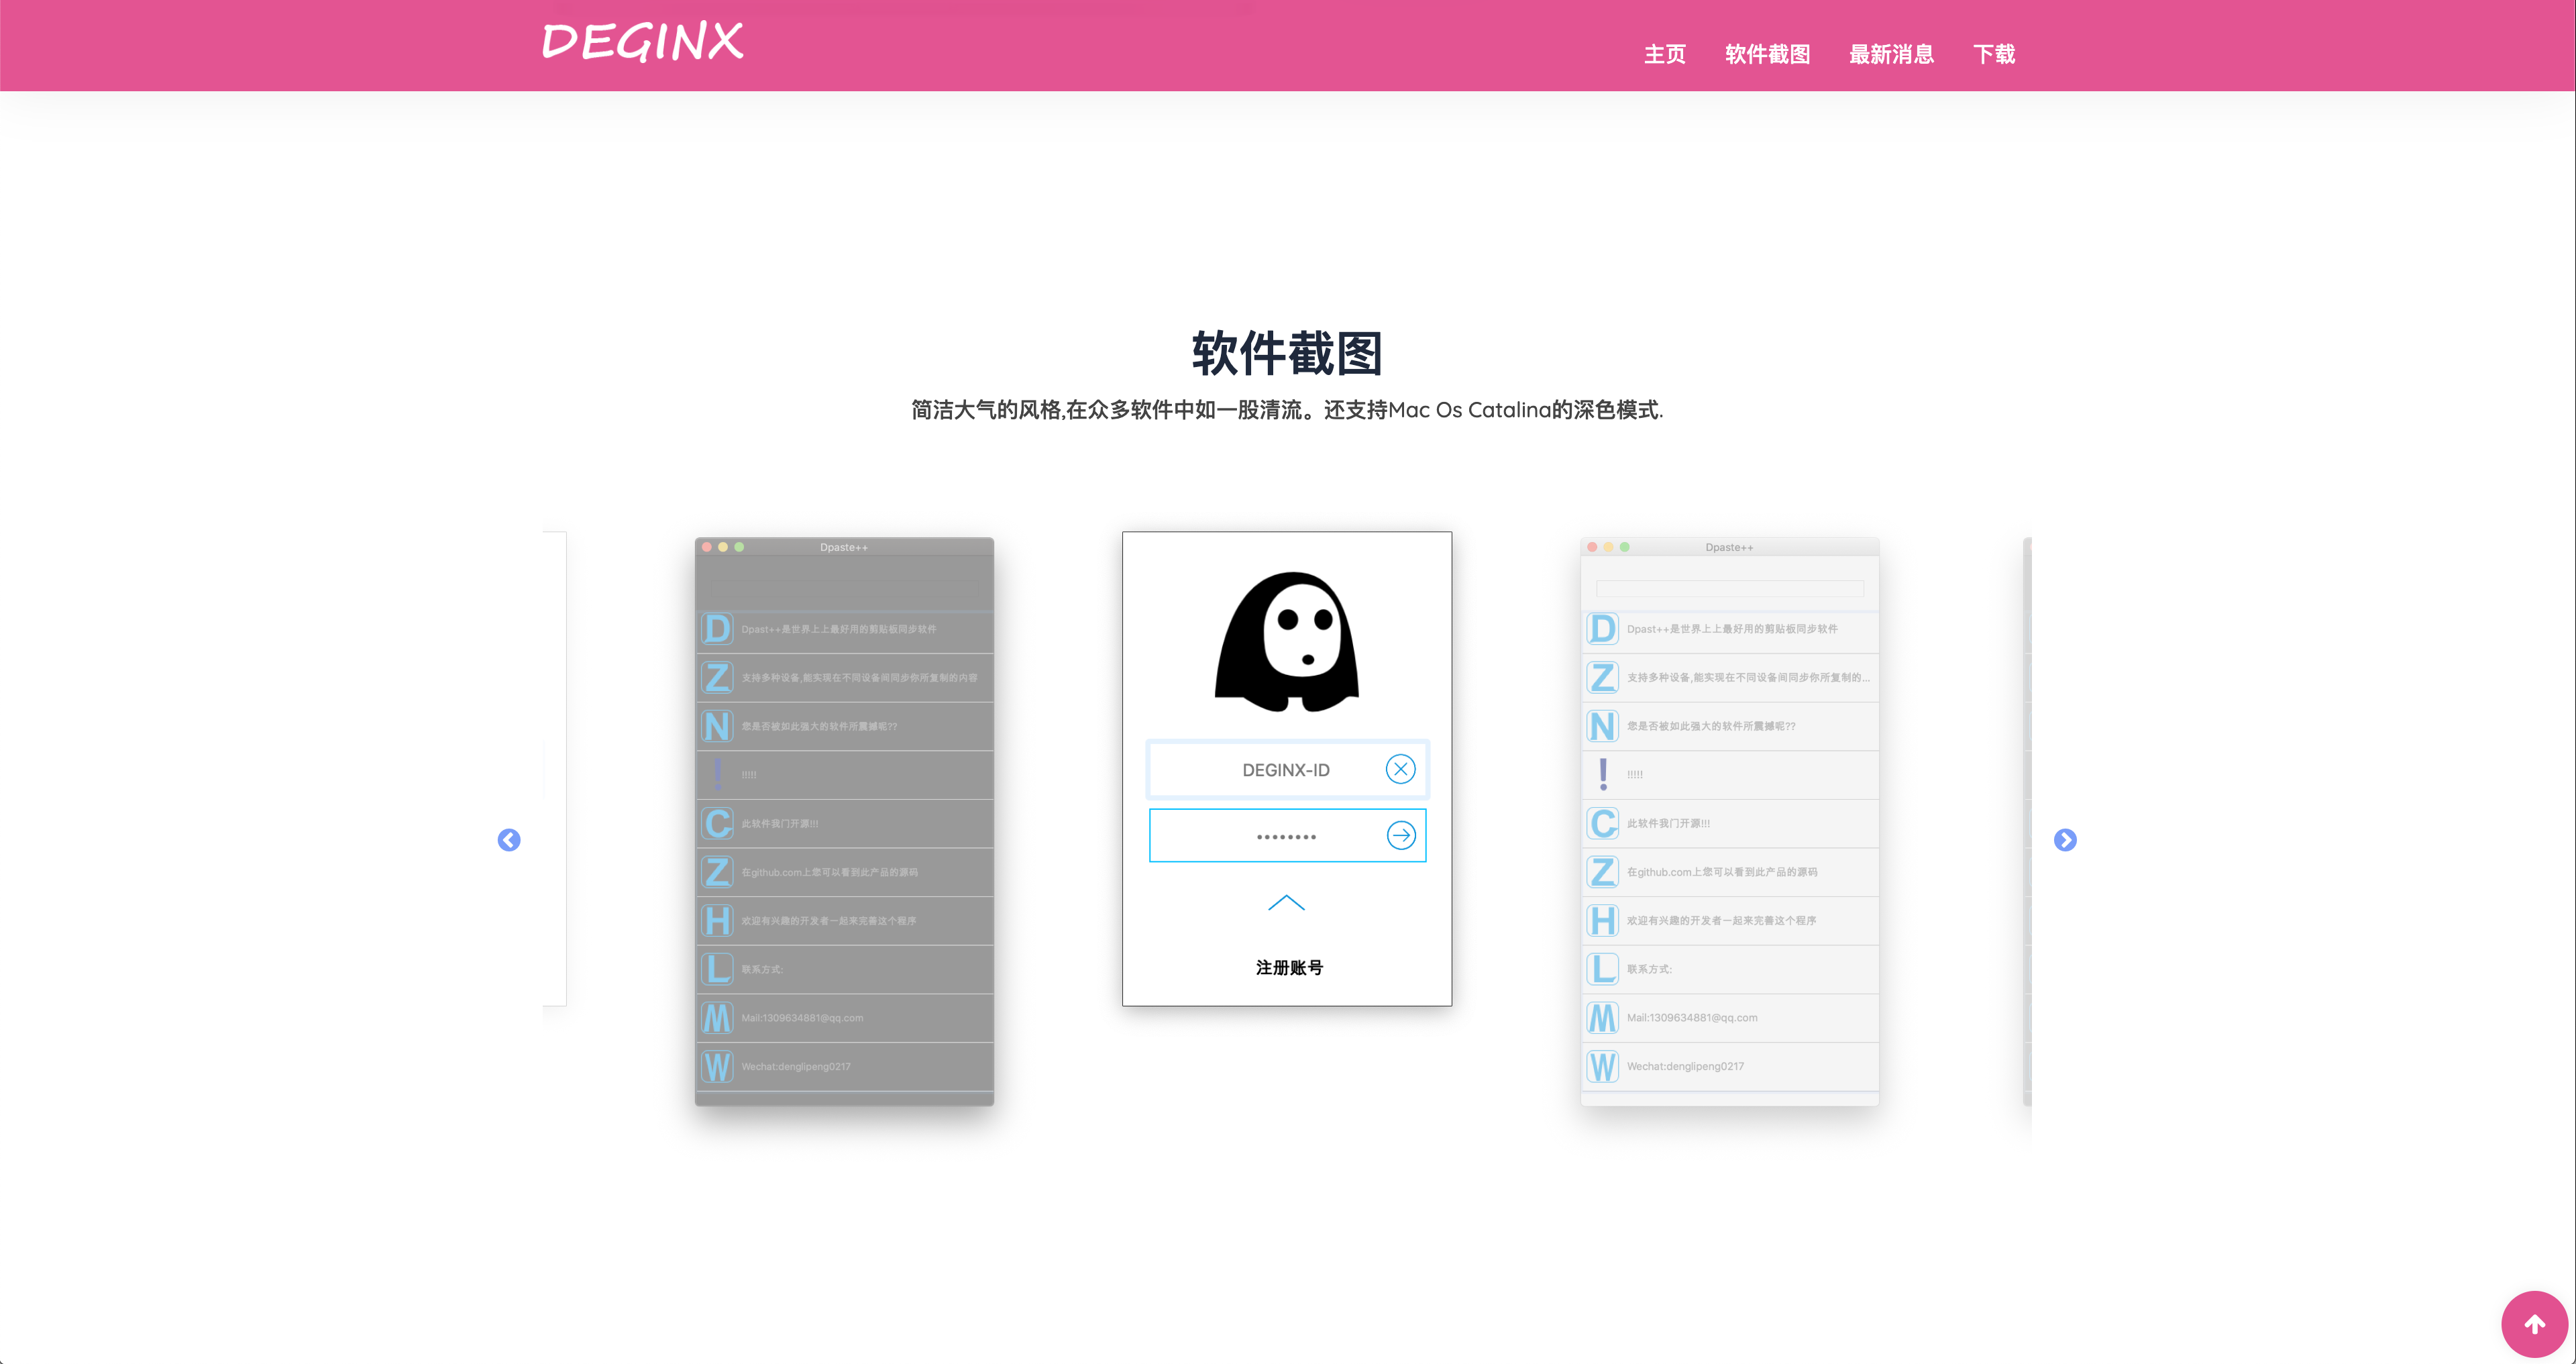 DEGINX
主页
软件截图
最新消息
下载
软件截图
简洁大气的风格,在众多软件中如一股清流。还支持Mac Os Catalina的深色模式.
Dpaste++
D Dpast++是世界上上最好用的剪贴板同步软件
Z 支持多种设备,能实现在不同设备间同步你所复制的内容
N 您是否被如此强大的软件所震撼呢??
! !!!!!
C 此软件我门开源!!!
Z 在github.com上您可以看到此产品的源码
H 欢迎有兴趣的开发者一起来完善这个程序
L 联系方式:
M Mail:1309634881@qq.com
W Wechat:denglipeng0217
DEGINX-ID
注册账号
Dpaste++
D Dpast++是世界上上最好用的剪贴板同步软件
Z 支持多种设备,能实现在不同设备间同步你所复制的...
N 您是否被如此强大的软件所震撼呢??
! !!!!!
C 此软件我门开源!!!
Z 在github.com上您可以看到此产品的源码
H 欢迎有兴趣的开发者一起来完善这个程序
L 联系方式:
M Mail:1309634881@qq.com
W Wechat:denglipeng0217